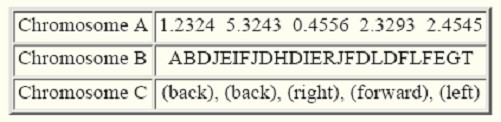 Chromosome A 1.2324 5.3243 0.4556 2.3293 2.4545
Chromosome B ABDJEIFJDHDIERJFDLDFLFEGT
Chromosome C (back), (back), (right), (forward), (left)